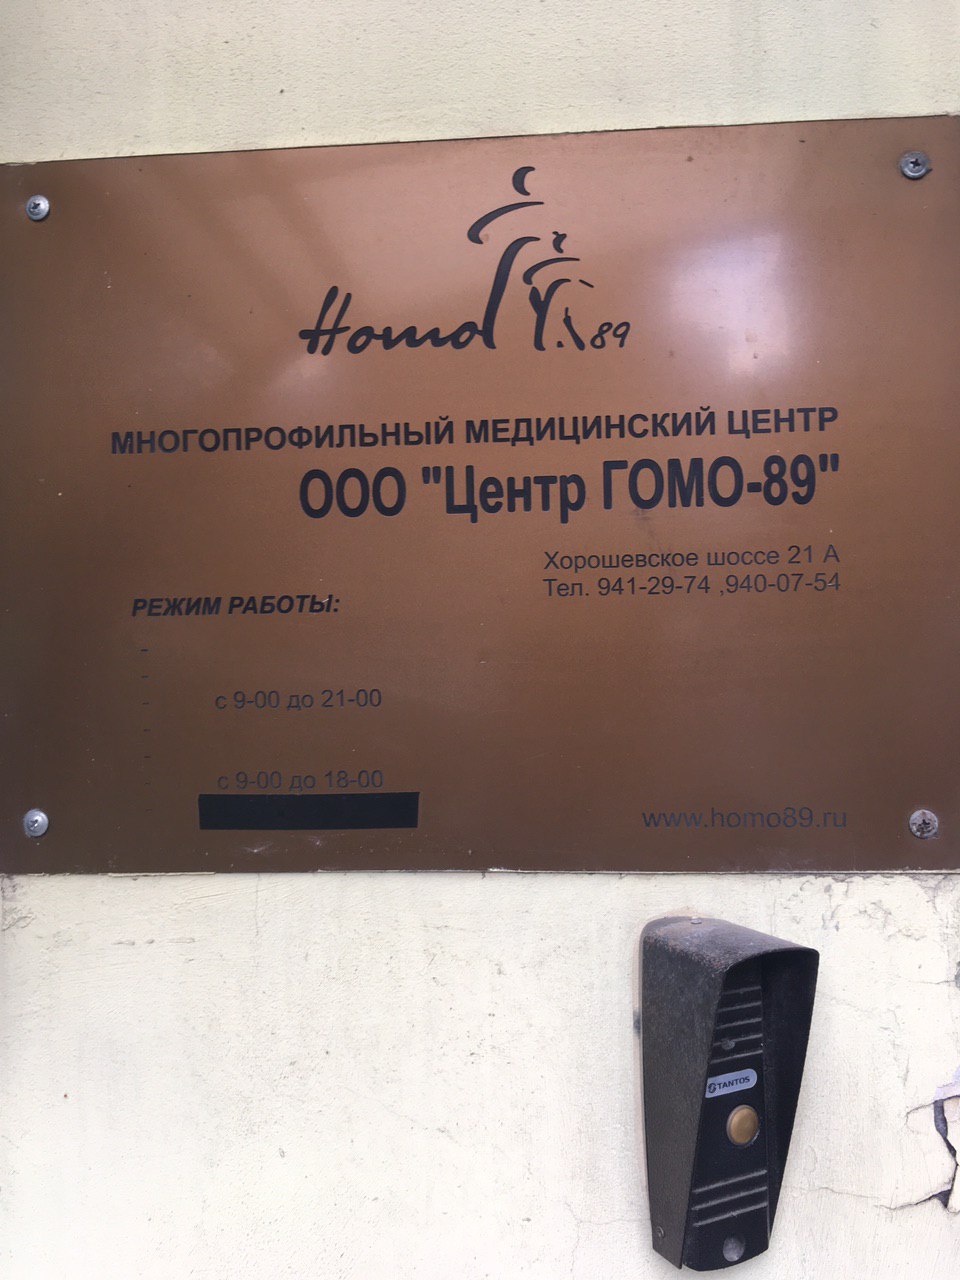 Homo 89
МНОГОПРОФИЛЬНЫЙ МЕДИЦИНСКИЙ ЦЕНТР
ООО "Центр ГОМО-89"
Хорошевское шоссе 21 А
Тел. 941-29-74 ,940-07-54
РЕЖИМ РАБОТЫ:
-
-
- с 9-00 до 21-00
-
-
- с 9-00 до 18-00
www.homo89.ru
TANTOS